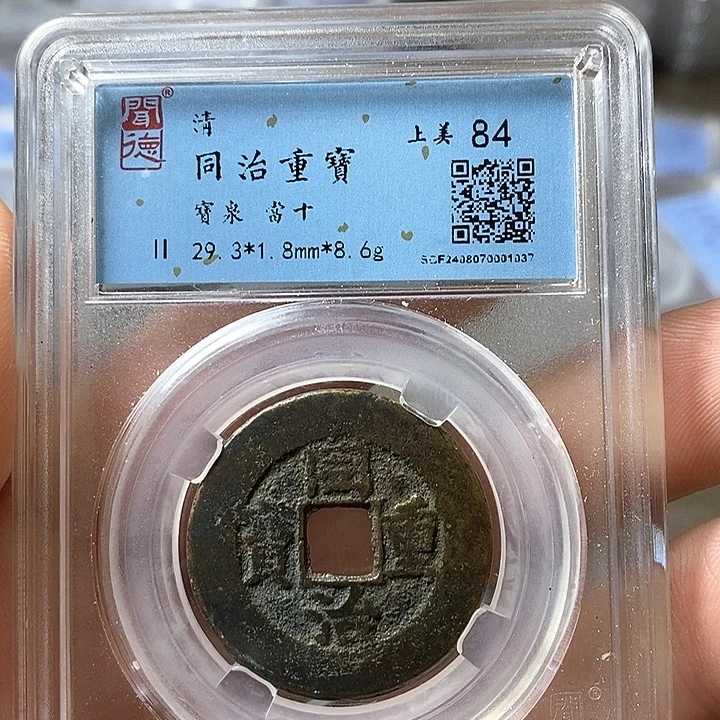 聞德®
清
同治重寶
寶泉 當十
II 29.3*1.8mm*8.6g
上美 84
SCF2408070001037
同治重寶